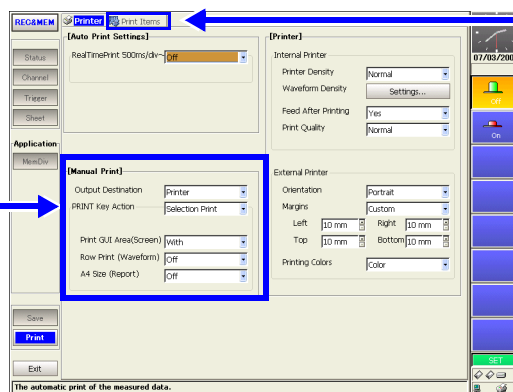 REC&MEM
Printer
Print Items
[Auto Print Settings]
RealTimePrint 500ms/div~ Off
[Printer]
Internal Printer
Printer Density Normal
Waveform Density Settings...
Feed After Printing Yes
Print Quality Normal
Status
Channel
Trigger
Sheet
Application
MemDiv
[Manual Print]
Output Destination Printer
PRINT Key Action Selection Print
Print GUI Area(Screen) With
Row Print (Waveform) Off
A4 Size (Report) Off
External Printer
Orientation Portrait
Margins Custom
Left 10 mm Right 10 mm
Top 10 mm Bottom 10 mm
Printing Colors Color
Save
Print
Exit
The automatic print of the measured data.
07/03/200
Off
On
SET